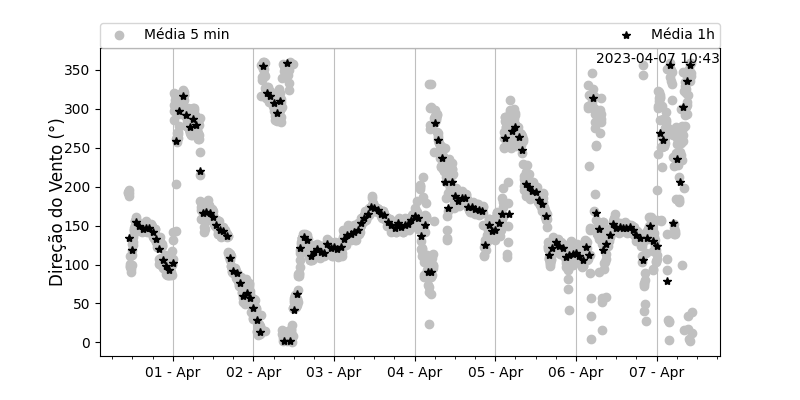 Média 5 min
Média 1h
2023-04-07 10:43
Direção do Vento (°)
350
300
250
200
150
100
50
0
01 - Apr
02 - Apr
03 - Apr
04 - Apr
05 - Apr
06 - Apr
07 - Apr